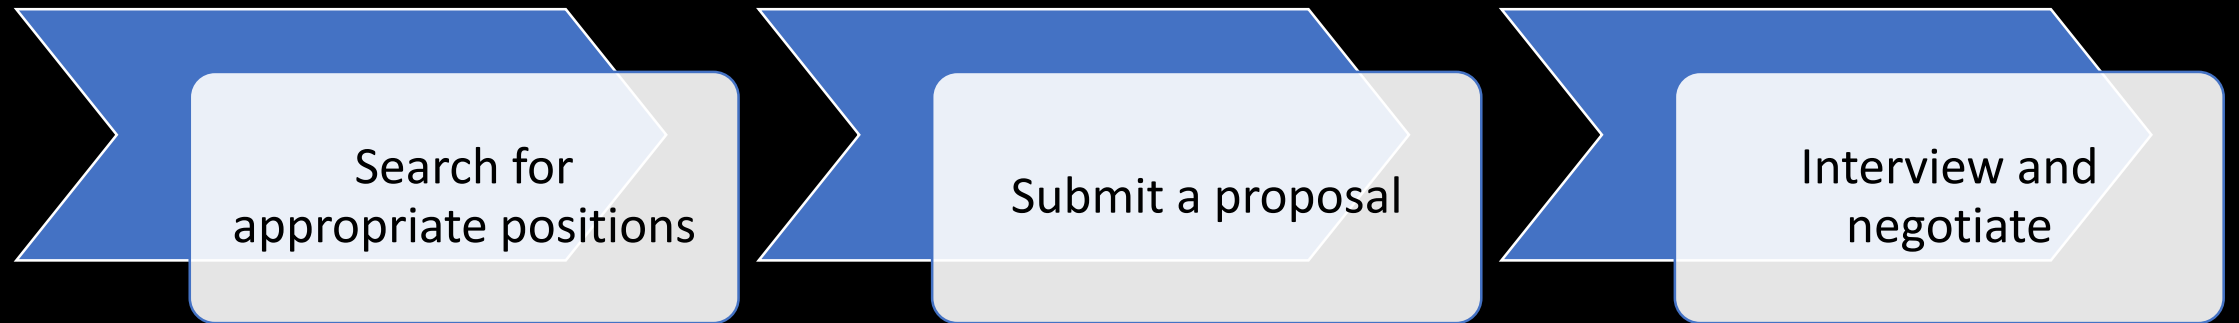 Search for
appropriate positions
Submit a proposal
Interview and
negotiate